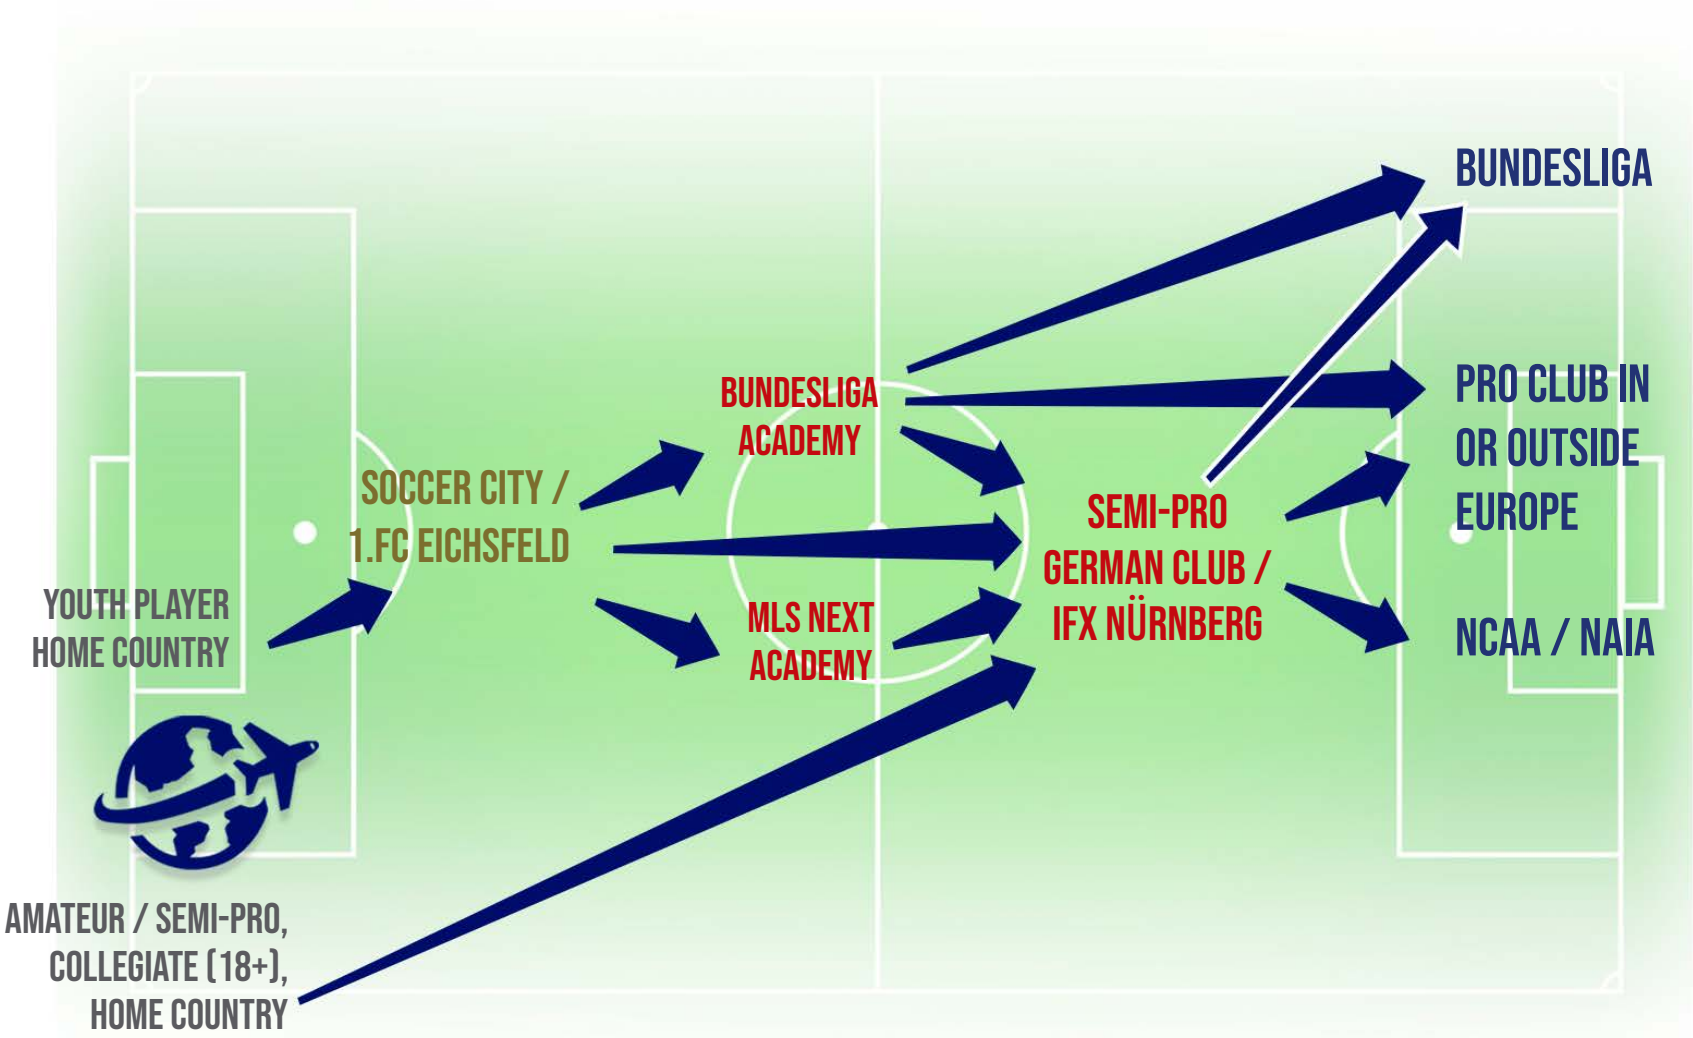 BUNDESLIGA
PRO CLUB IN
OR OUTSIDE
EUROPE
NCAA / NAIA
BUNDESLIGA
ACADEMY
SEMI-PRO
GERMAN CLUB /
IFX NÜRNBERG
MLS NEXT
ACADEMY
SOCCER CITY /
1.FC EICHSFELD
YOUTH PLAYER
HOME COUNTRY
AMATEUR / SEMI-PRO,
COLLEGIATE (18+),
HOME COUNTRY